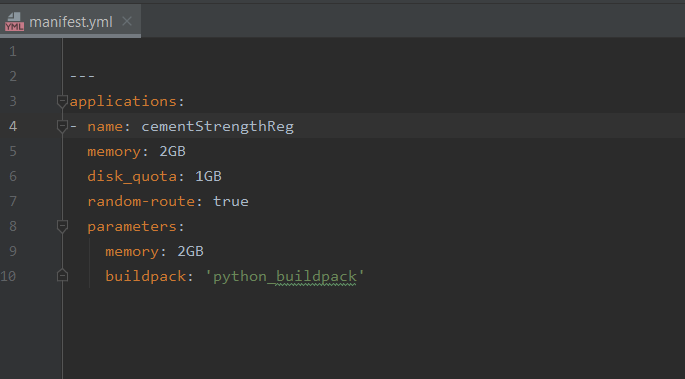 YML manifest.yml ×
1
2 ---
3 applications:
4 - name: cementStrengthReg
5 memory: 2GB
6 disk_quota: 1GB
7 random-route: true
8 parameters:
9 memory: 2GB
10 buildpack: 'python_buildpack'